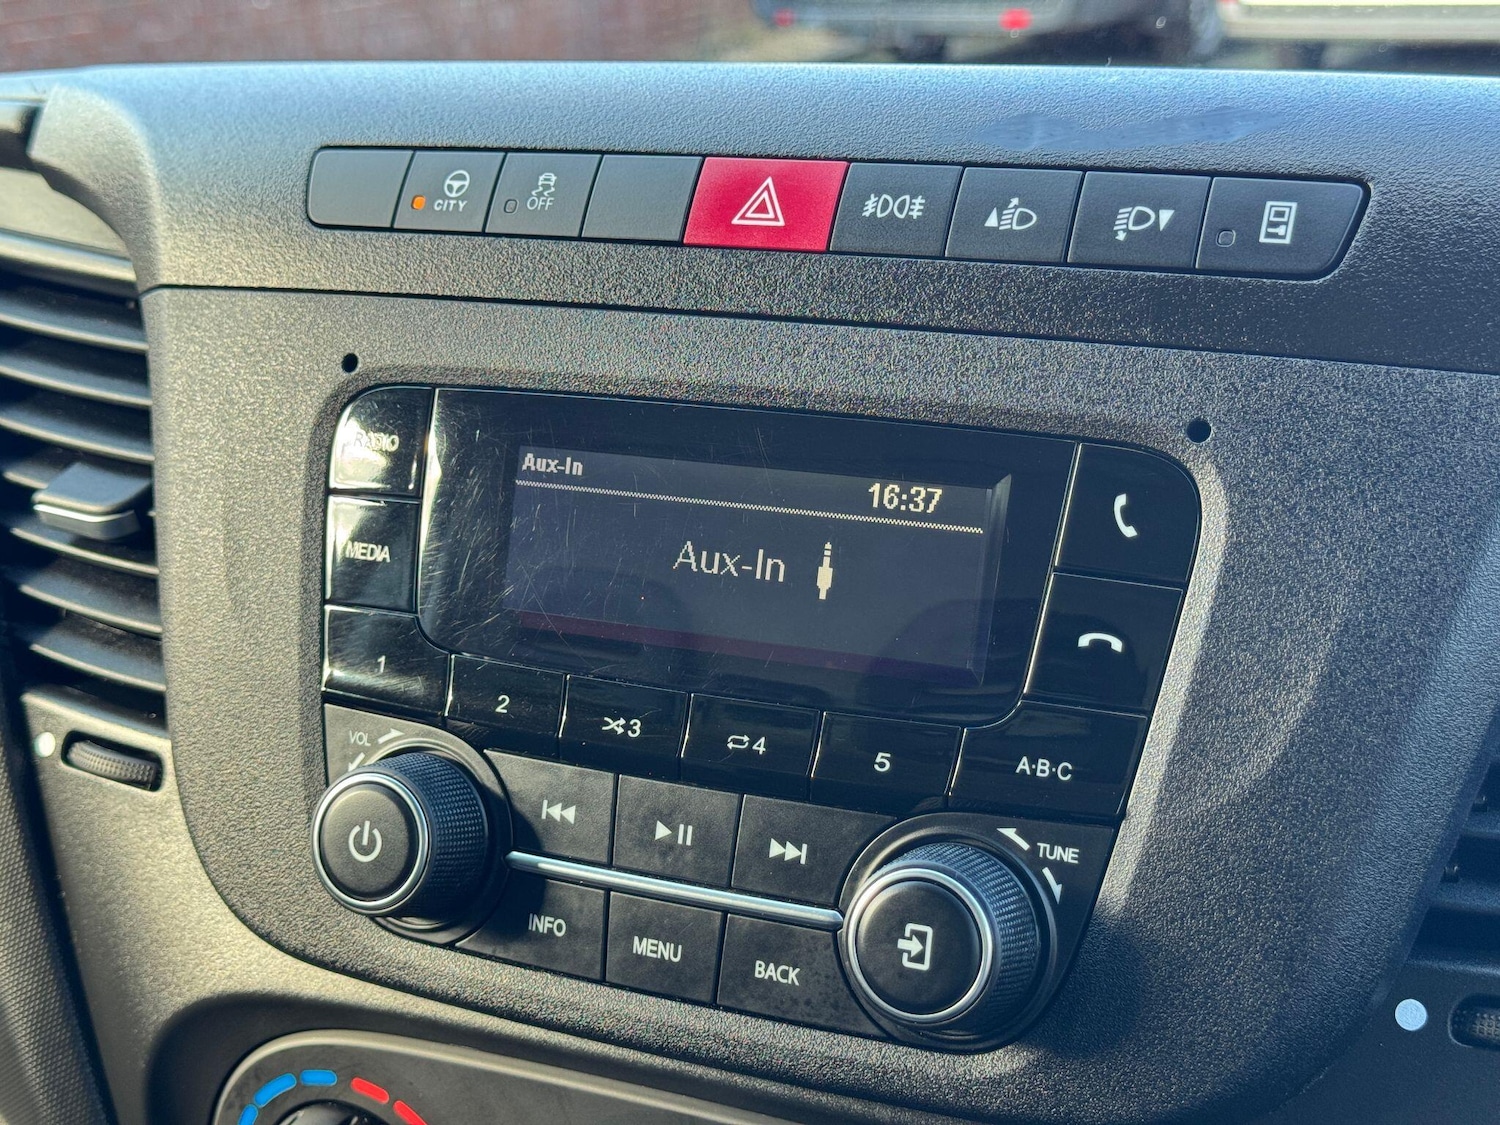 CITY
OFF
Aux-In
16:37
Aux-In
RADIO
MEDIA
1
2
3
4
5
A·B·C
VOL
TUNE
INFO
MENU
BACK